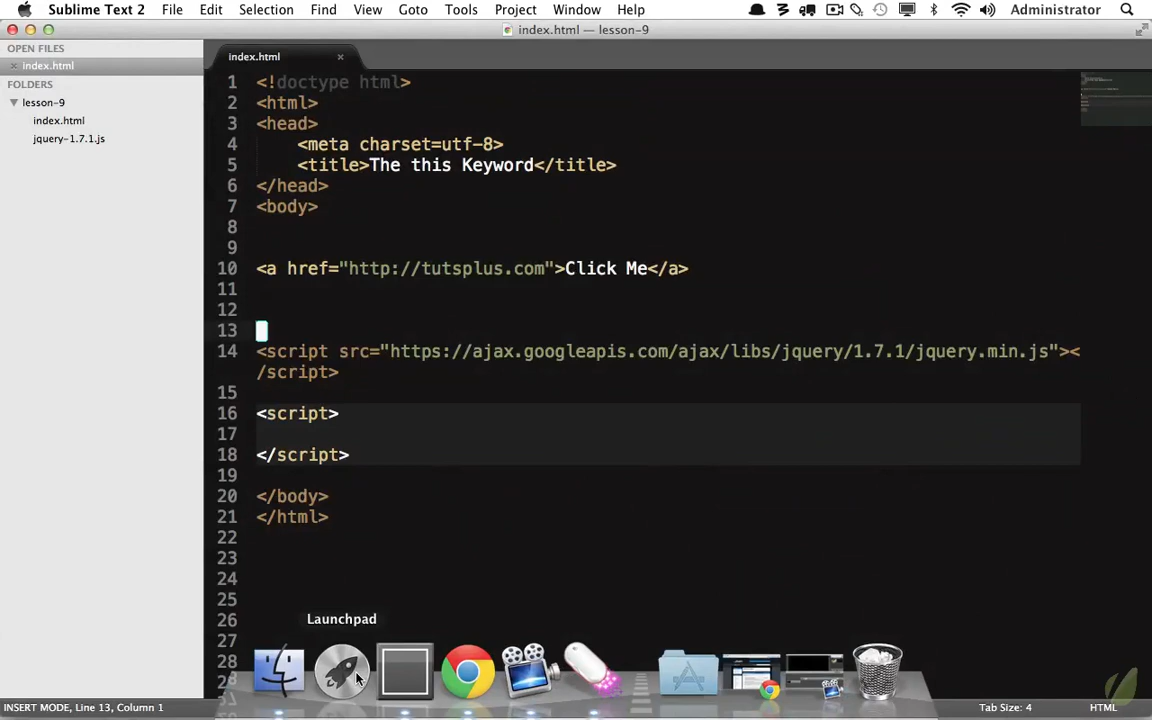 Sublime Text 2 File Edit Selection Find View Goto Tools Project Window Help Administrator
index.html — lesson-9
OPEN FILES
× index.html
FOLDERS
lesson-9
index.html
jquery-1.7.1.js
index.html ×
1 <!doctype html>
2 <html>
3 <head>
4 <meta charset=utf-8>
5 <title>The this Keyword</title>
6 </head>
7 <body>
8
9
10 <a href="http://tutsplus.com">Click Me</a>
11
12
13
14 <script src="https://ajax.googleapis.com/ajax/libs/jquery/1.7.1/jquery.min.js"><
/script>
15
16 <script>
17
18 </script>
19
20 </body>
21 </html>
22
23
24
25
26
27
28
Launchpad
INSERT MODE, Line 13, Column 1 Tab Size: 4 HTML